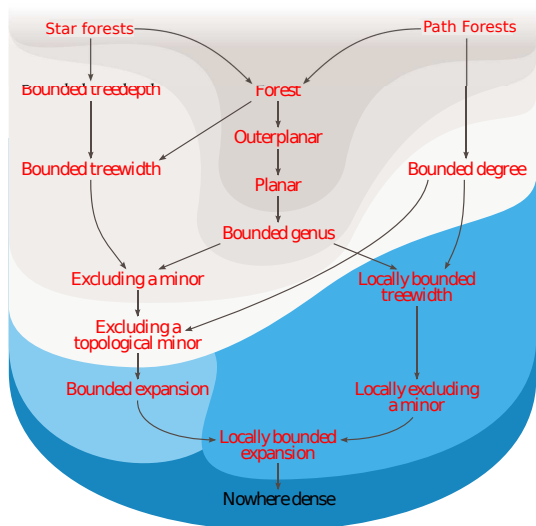 Star forests
Path Forests
Bounded treedepth
Forest
Outerplanar
Bounded treewidth
Bounded degree
Planar
Bounded genus
Excluding a minor
Locally bounded
treewidth
Excluding a
topological minor
Bounded expansion
Locally excluding
a minor
Locally bounded
expansion
Nowhere dense